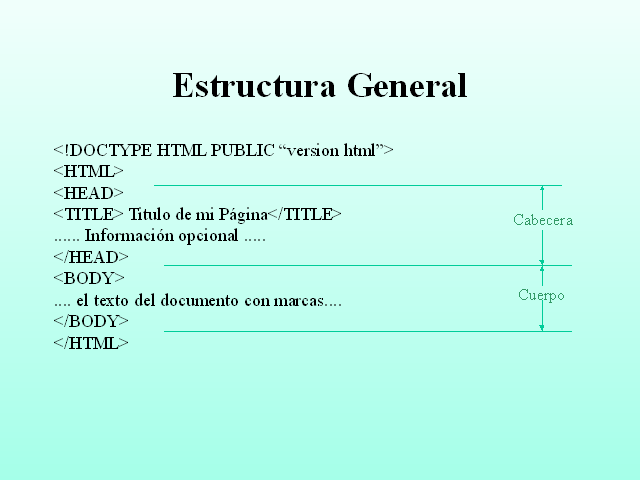 Estructura General
<!DOCTYPE HTML PUBLIC “version html”>
<HTML>
<HEAD>
<TITLE> Título de mi Página</TITLE>
Cabecera
...... Información opcional .....
</HEAD>
<BODY>
.... el texto del documento con marcas....
Cuerpo
</BODY>
</HTML>